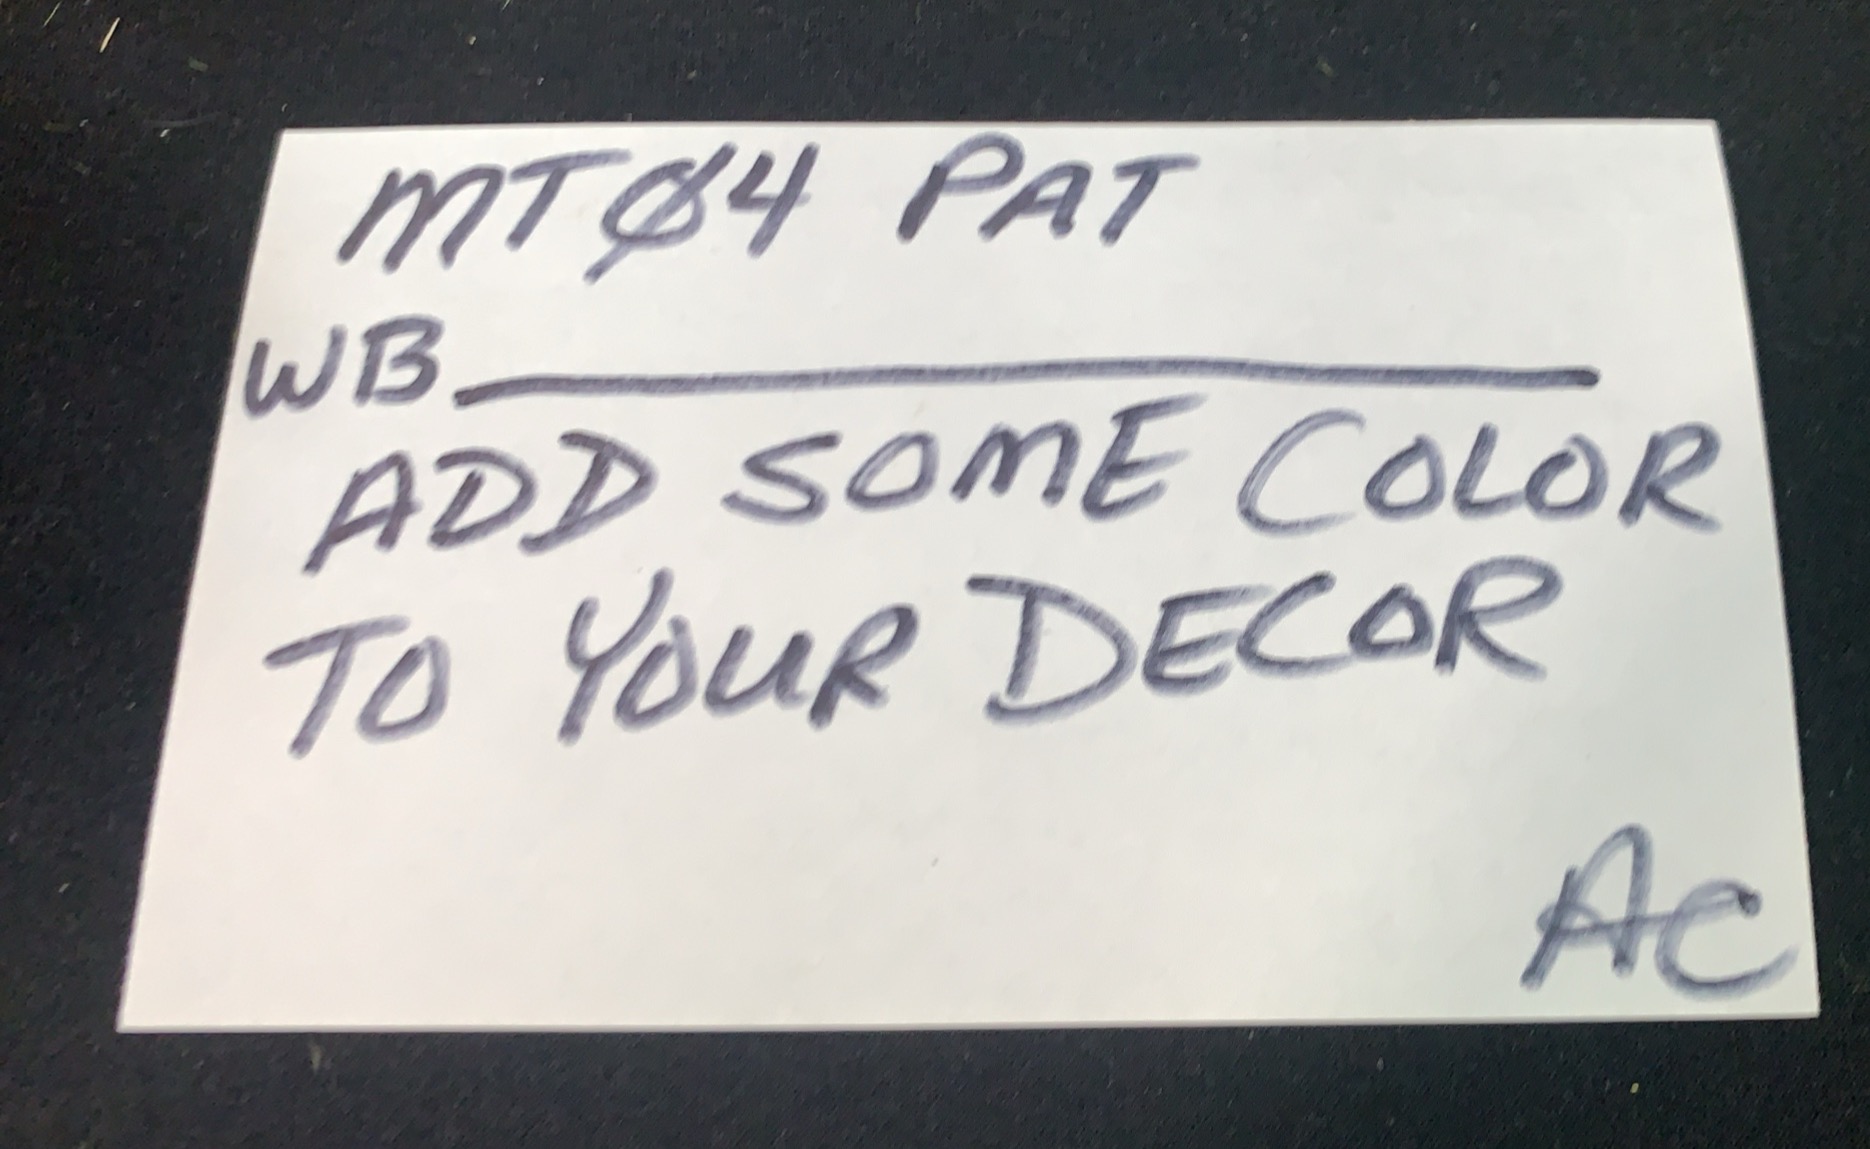 MTØ4 PAT
WB
ADD SOME COLOR
TO YOUR DECOR
AC